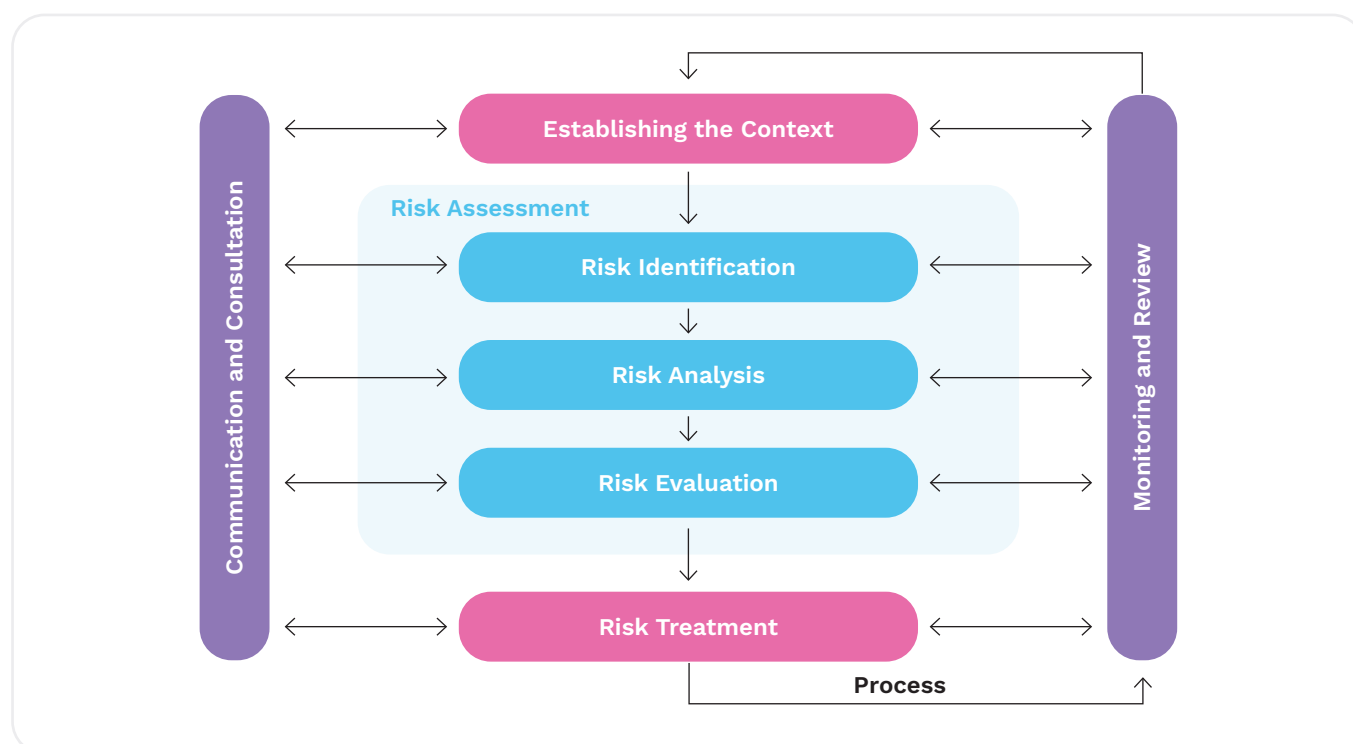 Establishing the Context
Risk Assessment
Risk Identification
Risk Analysis
Risk Evaluation
Risk Treatment
Process
Communication and Consultation
Monitoring and Review